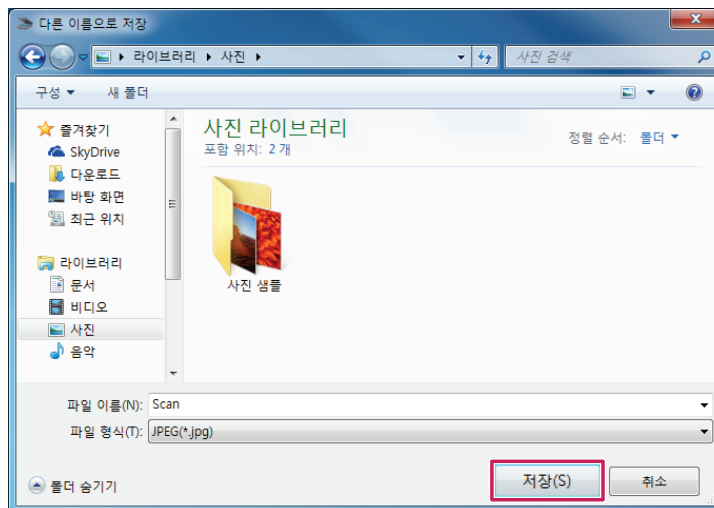 다른 이름으로 저장
라이브러리 사진
사진 검색
구성 새 폴더
즐겨찾기
SkyDrive
다운로드
바탕 화면
최근 위치
라이브러리
문서
비디오
사진
음악
사진 라이브러리
포함 위치: 2 개
정렬 순서: 폴더
사진 샘플
파일 이름(N): Scan
파일 형식(T): JPEG(*.jpg)
폴더 숨기기
저장(S)
취소